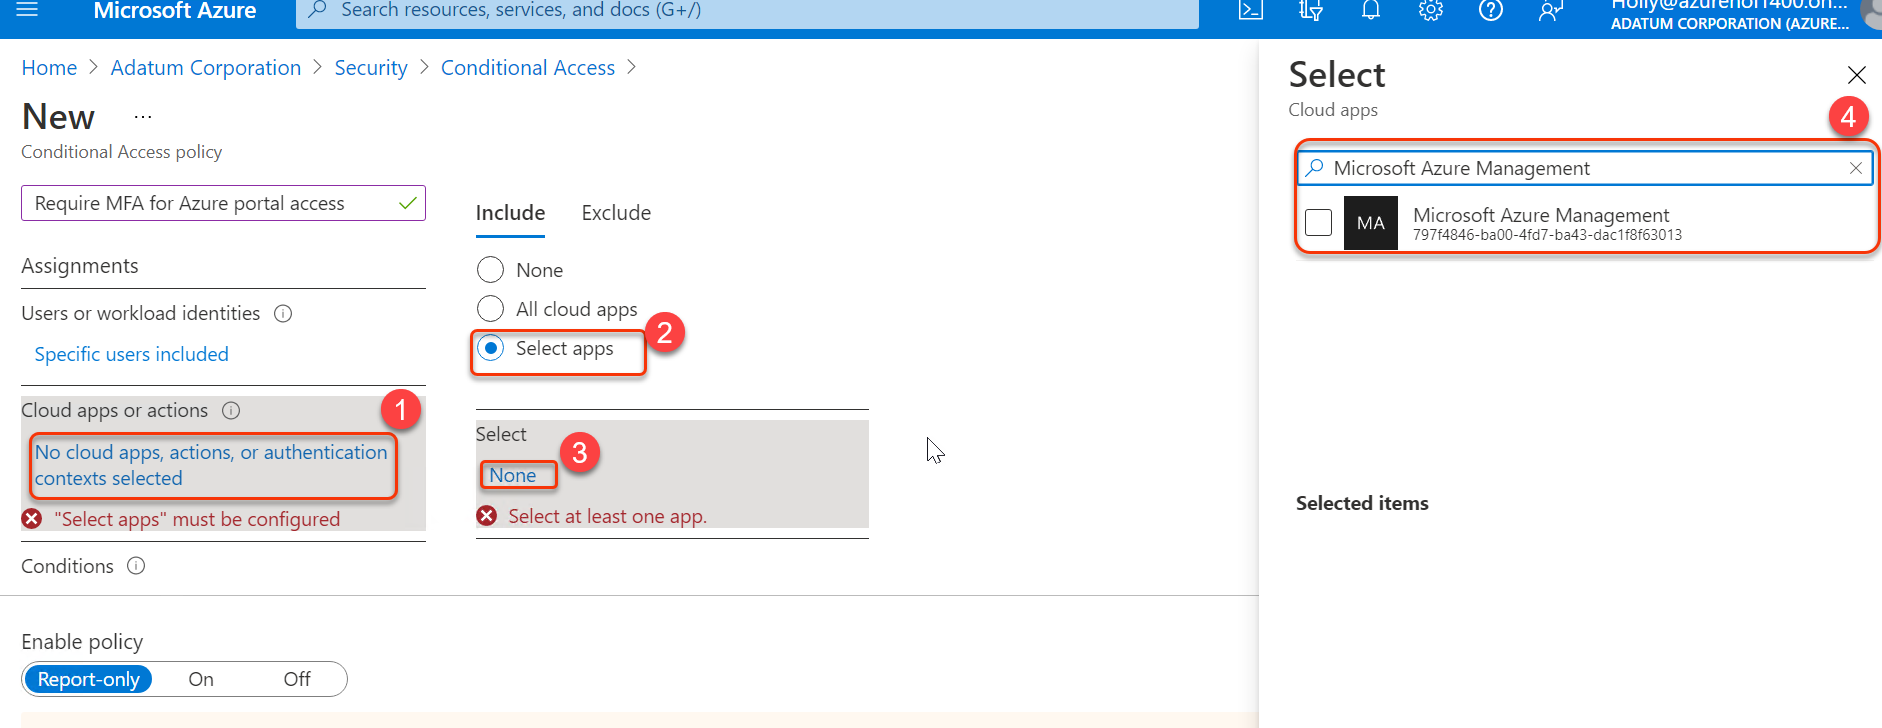 Microsoft Azure
Search resources, services, and docs (G+/)
Holly@azurehol1400.on...
ADATUM CORPORATION (AZURE...
Home > Adatum Corporation > Security > Conditional Access >
New ...
Conditional Access policy
Require MFA for Azure portal access
Assignments
Users or workload identities
Specific users included
Cloud apps or actions
1
No cloud apps, actions, or authentication
contexts selected
"Select apps" must be configured
Conditions
Enable policy
Report-only On Off
Include Exclude
None
All cloud apps
Select apps
2
Select
3
None
Select at least one app.
Select
Cloud apps
4
Microsoft Azure Management
MA
Microsoft Azure Management
797f4846-ba00-4fd7-ba43-dac1f8f63013
Selected items